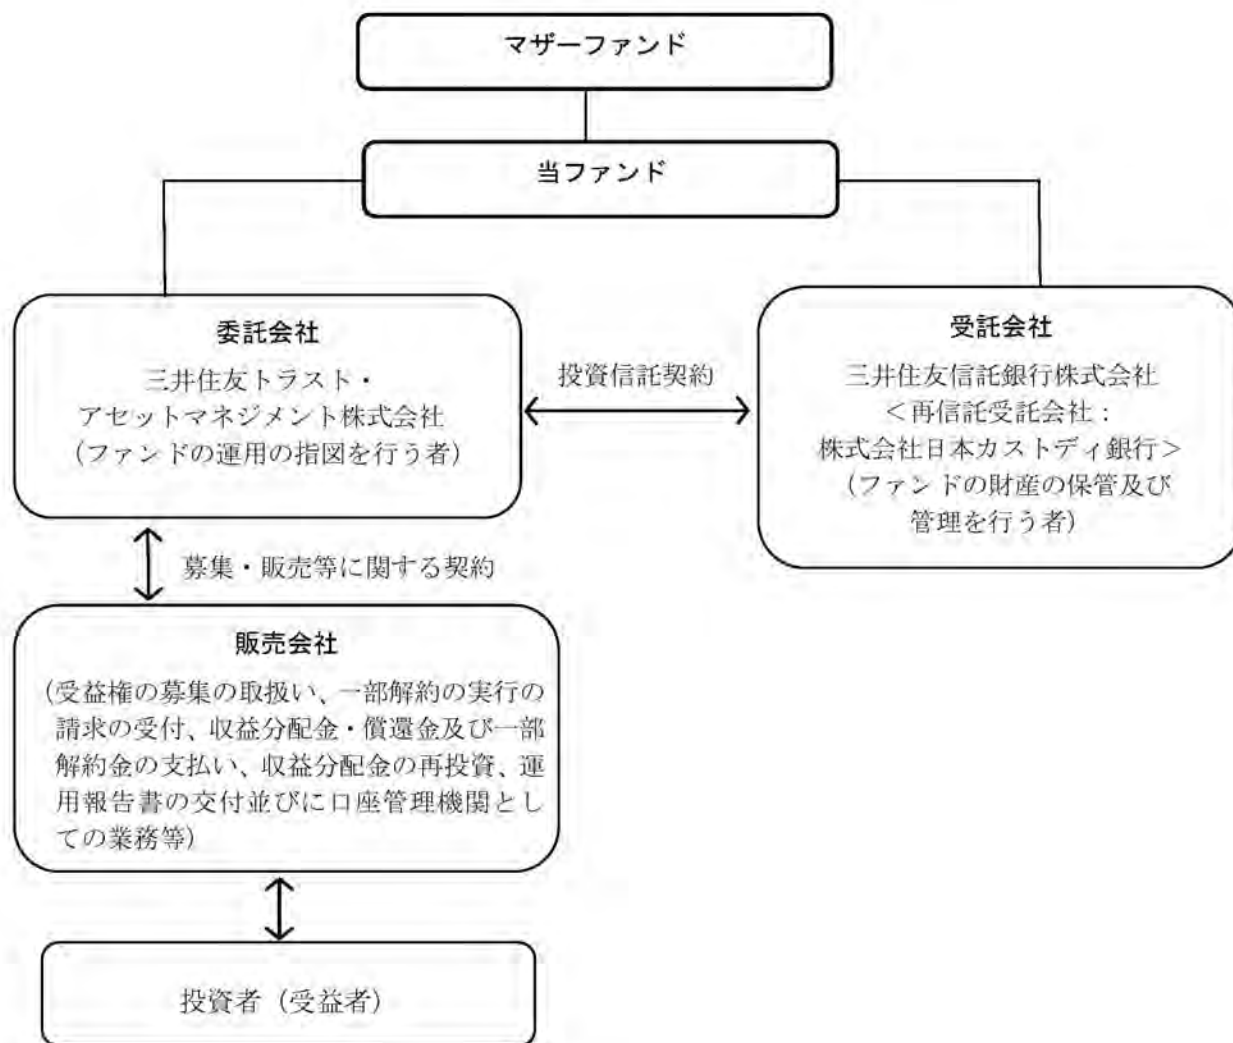 マザーファンド
当ファンド
委託会社
三井住友トラスト・
アセットマネジメント株式会社
(ファンドの運用の指図を行う者)
投資信託契約
受託会社
三井住友信託銀行株式会社
<再信託受託会社:
株式会社日本カストディ銀行>
(ファンドの財産の保管及び
管理を行う者)
募集・販売等に関する契約
販売会社
(受益権の募集の取扱い、一部解約の実行の
請求の受付、収益分配金・償還金及び一部
解約金の支払い、収益分配金の再投資、運
用報告書の交付並びに口座管理機関とし
ての業務等)
投資者(受益者)